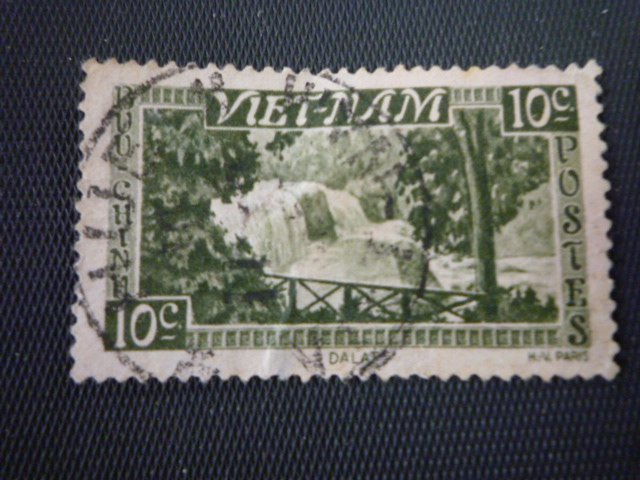 VIET-NAM
10c.
BUU CHINH
POSTES
10c.
DALAT
H.V. PARIS